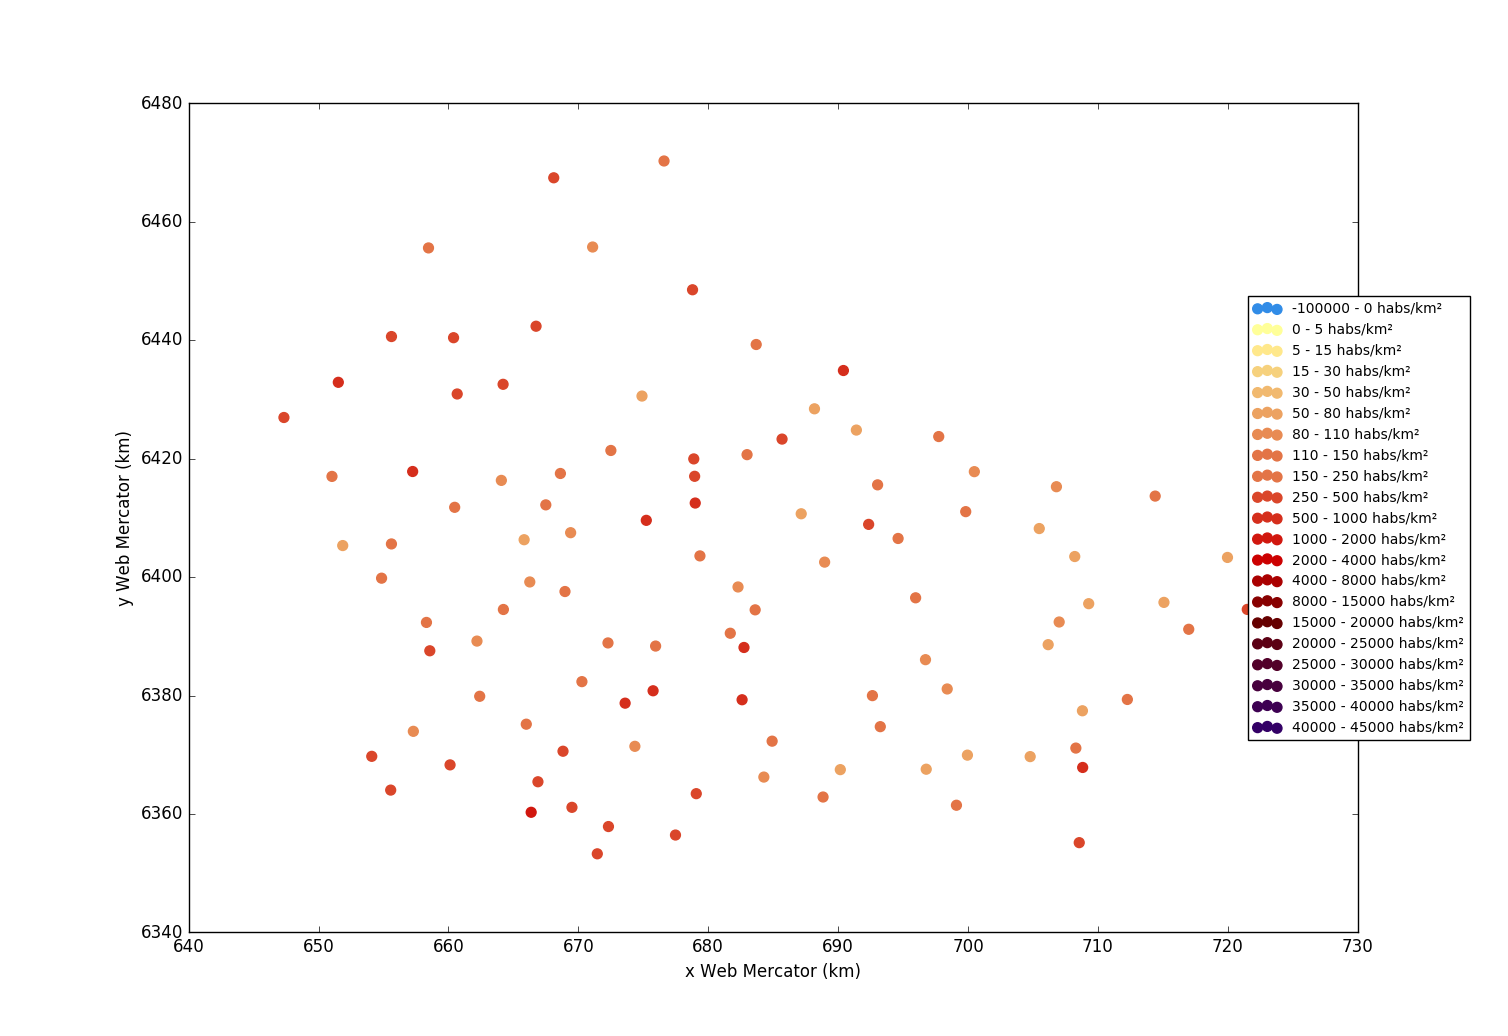 6480
6460
6440
6420
6400
6380
6360
6340
y Web Mercator (km)
640 650 660 670 680 690 700 710 720 730
x Web Mercator (km)
-100000 - 0 habs/km²
0 - 5 habs/km²
5 - 15 habs/km²
15 - 30 habs/km²
30 - 50 habs/km²
50 - 80 habs/km²
80 - 110 habs/km²
110 - 150 habs/km²
150 - 250 habs/km²
250 - 500 habs/km²
500 - 1000 habs/km²
1000 - 2000 habs/km²
2000 - 4000 habs/km²
4000 - 8000 habs/km²
8000 - 15000 habs/km²
15000 - 20000 habs/km²
20000 - 25000 habs/km²
25000 - 30000 habs/km²
30000 - 35000 habs/km²
35000 - 40000 habs/km²
40000 - 45000 habs/km²